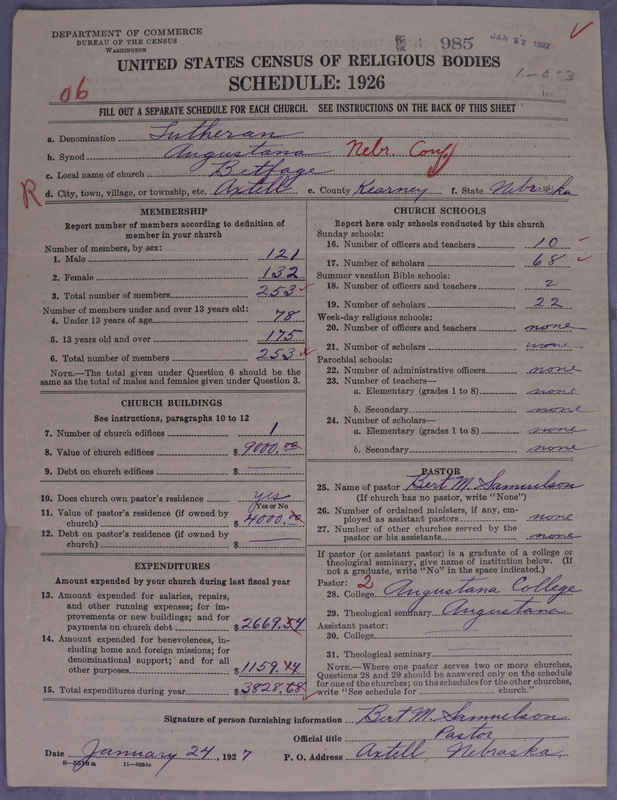 DEPARTMENT OF COMMERCE
BUREAU OF THE CENSUS
WASHINGTON
985
JAN 27 1927
UNITED STATES CENSUS OF RELIGIOUS BODIES
SCHEDULE: 1926
1-0-3
06
FILL OUT A SEPARATE SCHEDULE FOR EACH CHURCH. SEE INSTRUCTIONS ON THE BACK OF THIS SHEET
a. Denomination Lutheran
b. Synod Augustana Nebr. Conf
c. Local name of church Betfage
R d. City, town, village, or township, etc. Axtell e. County Kearney f. State Nebraska
MEMBERSHIP
Report number of members according to definition of
member in your church
Number of members, by sex:
1. Male 121
2. Female 132
3. Total number of members 253
Number of members under and over 13 years old:
4. Under 13 years of age 78
5. 13 years old and over 175
6. Total number of members 253
NOTE.—The total given under Question 6 should be
same as the total of males and females given under Question 3.
CHURCH BUILDINGS
See instructions, paragraphs 10 to 12
7. Number of church edifices 1
8. Value of church edifices $ 9000.00
9. Debt on church edifices $
10. Does church own pastor's residence yes
Yes or No
11. Value of pastor's residence (if owned by
church) $ 4000.00
12. Debt on pastor's residence (if owned by
church) $
EXPENDITURES
Amount expended by your church during last fiscal year
13. Amount expended for salaries, repairs,
and other running expenses; for im-
provements or new buildings; and for
payments on church debt $ 2669.54
14. Amount expended for benevolences, in-
cluding home and foreign missions; for
denominational support; and for all
other purposes $ 1159.14
15. Total expenditures during year $ 3828.68
CHURCH SCHOOLS
Report here only schools conducted by this church
Sunday schools:
16. Number of officers and teachers 10
17. Number of scholars 68
Summer vacation Bible schools:
18. Number of officers and teachers 2
19. Number of scholars 22
Week-day religious schools:
20. Number of officers and teachers none
21. Number of scholars none
Parochial schools:
22. Number of administrative officers none
23. Number of teachers—
a. Elementary (grades 1 to 8) none
b. Secondary none
24. Number of scholars—
a. Elementary (grades 1 to 8) none
b. Secondary none
PASTOR
25. Name of pastor Bert M. Samuelson
(If church has no pastor, write "None")
26. Number of ordained ministers, if any, em-
ployed as assistant pastors none
27. Number of other churches served by the
pastor or his assistants none
If pastor (or assistant pastor) is a graduate of a college or
theological seminary, give name of institution below. (If
not a graduate, write "No" in the space indicated.)
Pastor: 2
28. College Augustana College
29. Theological seminary Augustana
Assistant pastor:
30. College
31. Theological seminary
NOTE.—Where one pastor serves two or more churches,
Questions 28 and 29 should be answered only on the schedule
for one of the churches; on the schedules for the other churches,
write "See schedule for church."
Signature of person furnishing information Bert M. Samuelson
Official title Pastor
Date January 24, 1927 P. O. Address Axtell, Nebraska
8-5518a 11-9054c